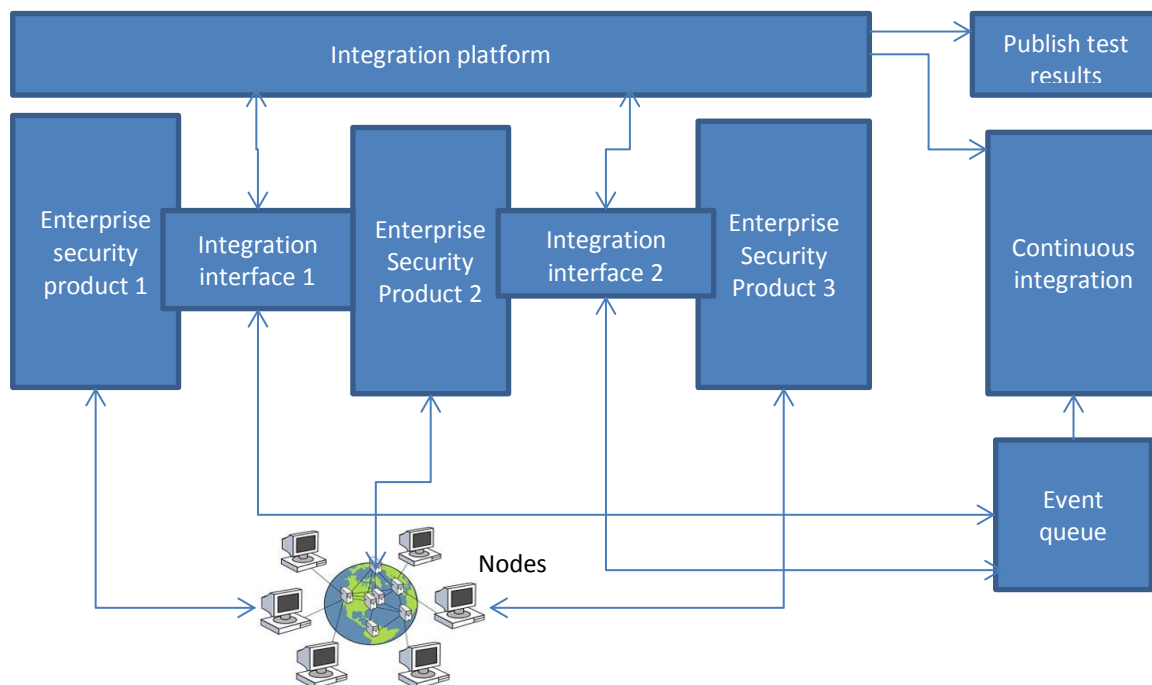 Integration platform
Publish test
results
Enterprise
security
product 1
Integration
interface 1
Enterprise
Security
Product 2
Integration
interface 2
Enterprise
Security
Product 3
Continuous
integration
Event
queue
Nodes